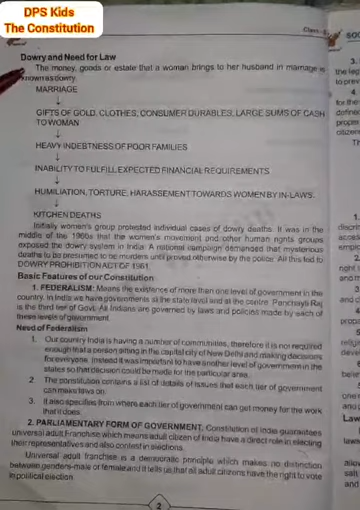 DPS Kids
The Constitution
Class - 8
Dowry and Need for Law
The money, goods or estate that a woman brings to her husband in marriage is
known as dowry.
MARRIAGE
↓
GIFTS OF GOLD, CLOTHES, CONSUMER DURABLES, LARGE SUMS OF CASH
TO WOMAN
↓
HEAVY INDESTNESS OF POOR FAMILIES
↓
INABILITY TO FULFILL EXPECTED FINANCIAL REQUIREMENTS
↓
HUMILIATION, TORTURE, HARASSEMENT TOWARDS WOMEN BY IN-LAWS.
↓
KITCHEN DEATHS
Initially women's group protested individual cases of dowry deaths. It was in the
middle of the 1960s that the women's movement and other human rights groups
exposed the dowry system in India. A national campaign demanded that mysterious
deaths to be presumed to be murders until proved otherwise by the police. All this led to
DOWRY PROHIBITION ACT OF 1961.
Basic Features of our Constitution
1. FEDERALISM: Means the existence of more than one level of government in the
country. In India we have governments at the state level and at the centre. Panchayti Raj
is the third tier of Govt. All Indians are governed by laws and policies made by each of
these levels of government.
Need of Federalism
1. Our country India is having a number of communities, therefore it is not required
enough that a person sitting in the capital city of New Delhi and making decisions
for everyone. Instead it was important to have another level of government in the
states so that decision could be made for the particular area.
2. The constitution contains a list of details of issues that each tier of government
can make laws on.
3. It also specifies from where each tier of government can get money for the work
that it does.
2. PARLIAMENTARY FORM OF GOVERNMENT: Constitution of India guarantees
universal adult Franchise which means adult citizen of India have a direct role in electing
their representatives and also contest in elections.
Universal adult franchise is a democratic principle which makes no distinction
between genders-male or female and it tells us that all adult citizens have the right to vote
in political election.
2